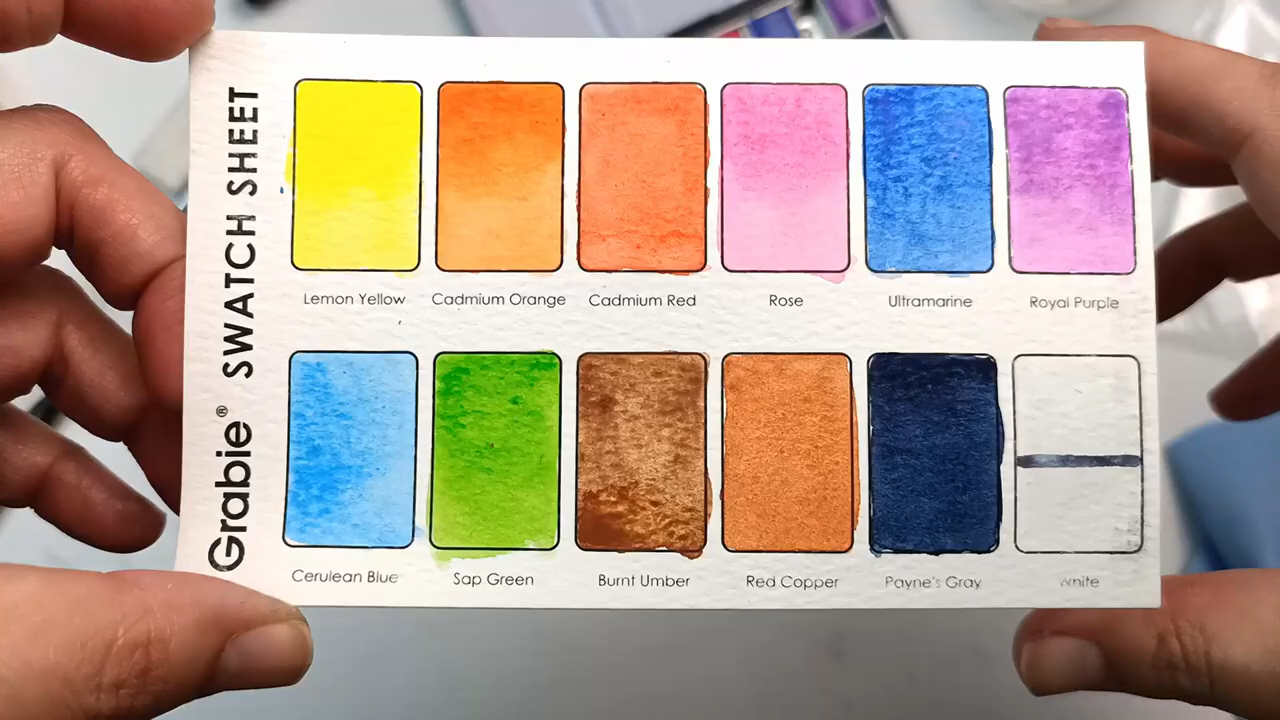 Grabie® SWATCH SHEET
Lemon Yellow
Cadmium Orange
Cadmium Red
Rose
Ultramarine
Royal Purple
Cerulean Blue
Sap Green
Burnt Umber
Red Copper
Payne's Gray
White